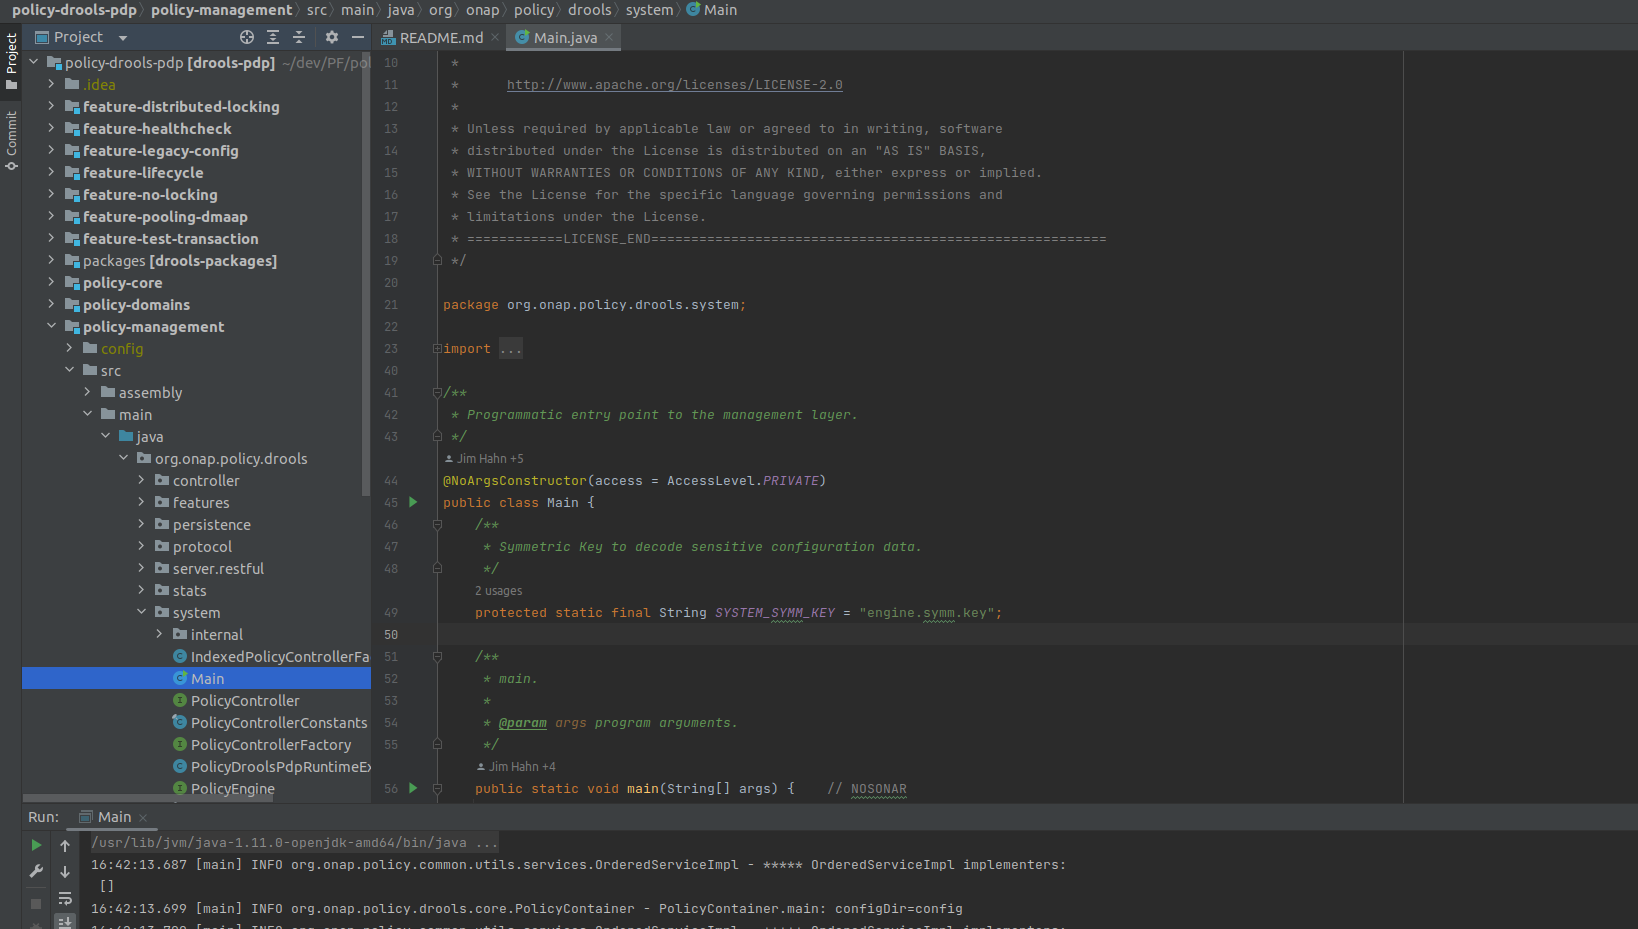 policy-drools-pdp policy-management src main java org onap policy drools system Main
Project
Commit
Project
policy-drools-pdp [drools-pdp] ~/dev/PF/pol
.idea
feature-distributed-locking
feature-healthcheck
feature-legacy-config
feature-lifecycle
feature-no-locking
feature-pooling-dmaap
feature-test-transaction
packages [drools-packages]
policy-core
policy-domains
policy-management
config
src
assembly
main
java
org.onap.policy.drools
controller
features
persistence
protocol
server.restful
stats
system
internal
IndexedPolicyControllerFa
Main
PolicyController
PolicyControllerConstants
PolicyControllerFactory
PolicyDroolsPdpRuntimeEx
PolicyEngine
README.md Main.java
10 *
11 * http://www.apache.org/licenses/LICENSE-2.0
12 *
13 * Unless required by applicable law or agreed to in writing, software
14 * distributed under the License is distributed on an "AS IS" BASIS,
15 * WITHOUT WARRANTIES OR CONDITIONS OF ANY KIND, either express or implied.
16 * See the License for the specific language governing permissions and
17 * limitations under the License.
18 * ============LICENSE_END=========================================================
19 */
20
21 package org.onap.policy.drools.system;
22
23 import ...
40
41 /**
42 * Programmatic entry point to the management layer.
43 */
Jim Hahn +5
44 @NoArgsConstructor(access = AccessLevel.PRIVATE)
45 public class Main {
46 /**
47 * Symmetric Key to decode sensitive configuration data.
48 */
2 usages
49 protected static final String SYSTEM_SYMM_KEY = "engine.symm.key";
50
51 /**
52 * main.
53 *
54 * @param args program arguments.
55 */
Jim Hahn +4
56 public static void main(String[] args) { // NOSONAR
Run: Main
/usr/lib/jvm/java-1.11.0-openjdk-amd64/bin/java ...
16:42:13.687 [main] INFO org.onap.policy.common.utils.services.OrderedServiceImpl - ***** OrderedServiceImpl implementers:
[]
16:42:13.699 [main] INFO org.onap.policy.drools.core.PolicyContainer - PolicyContainer.main: configDir=config